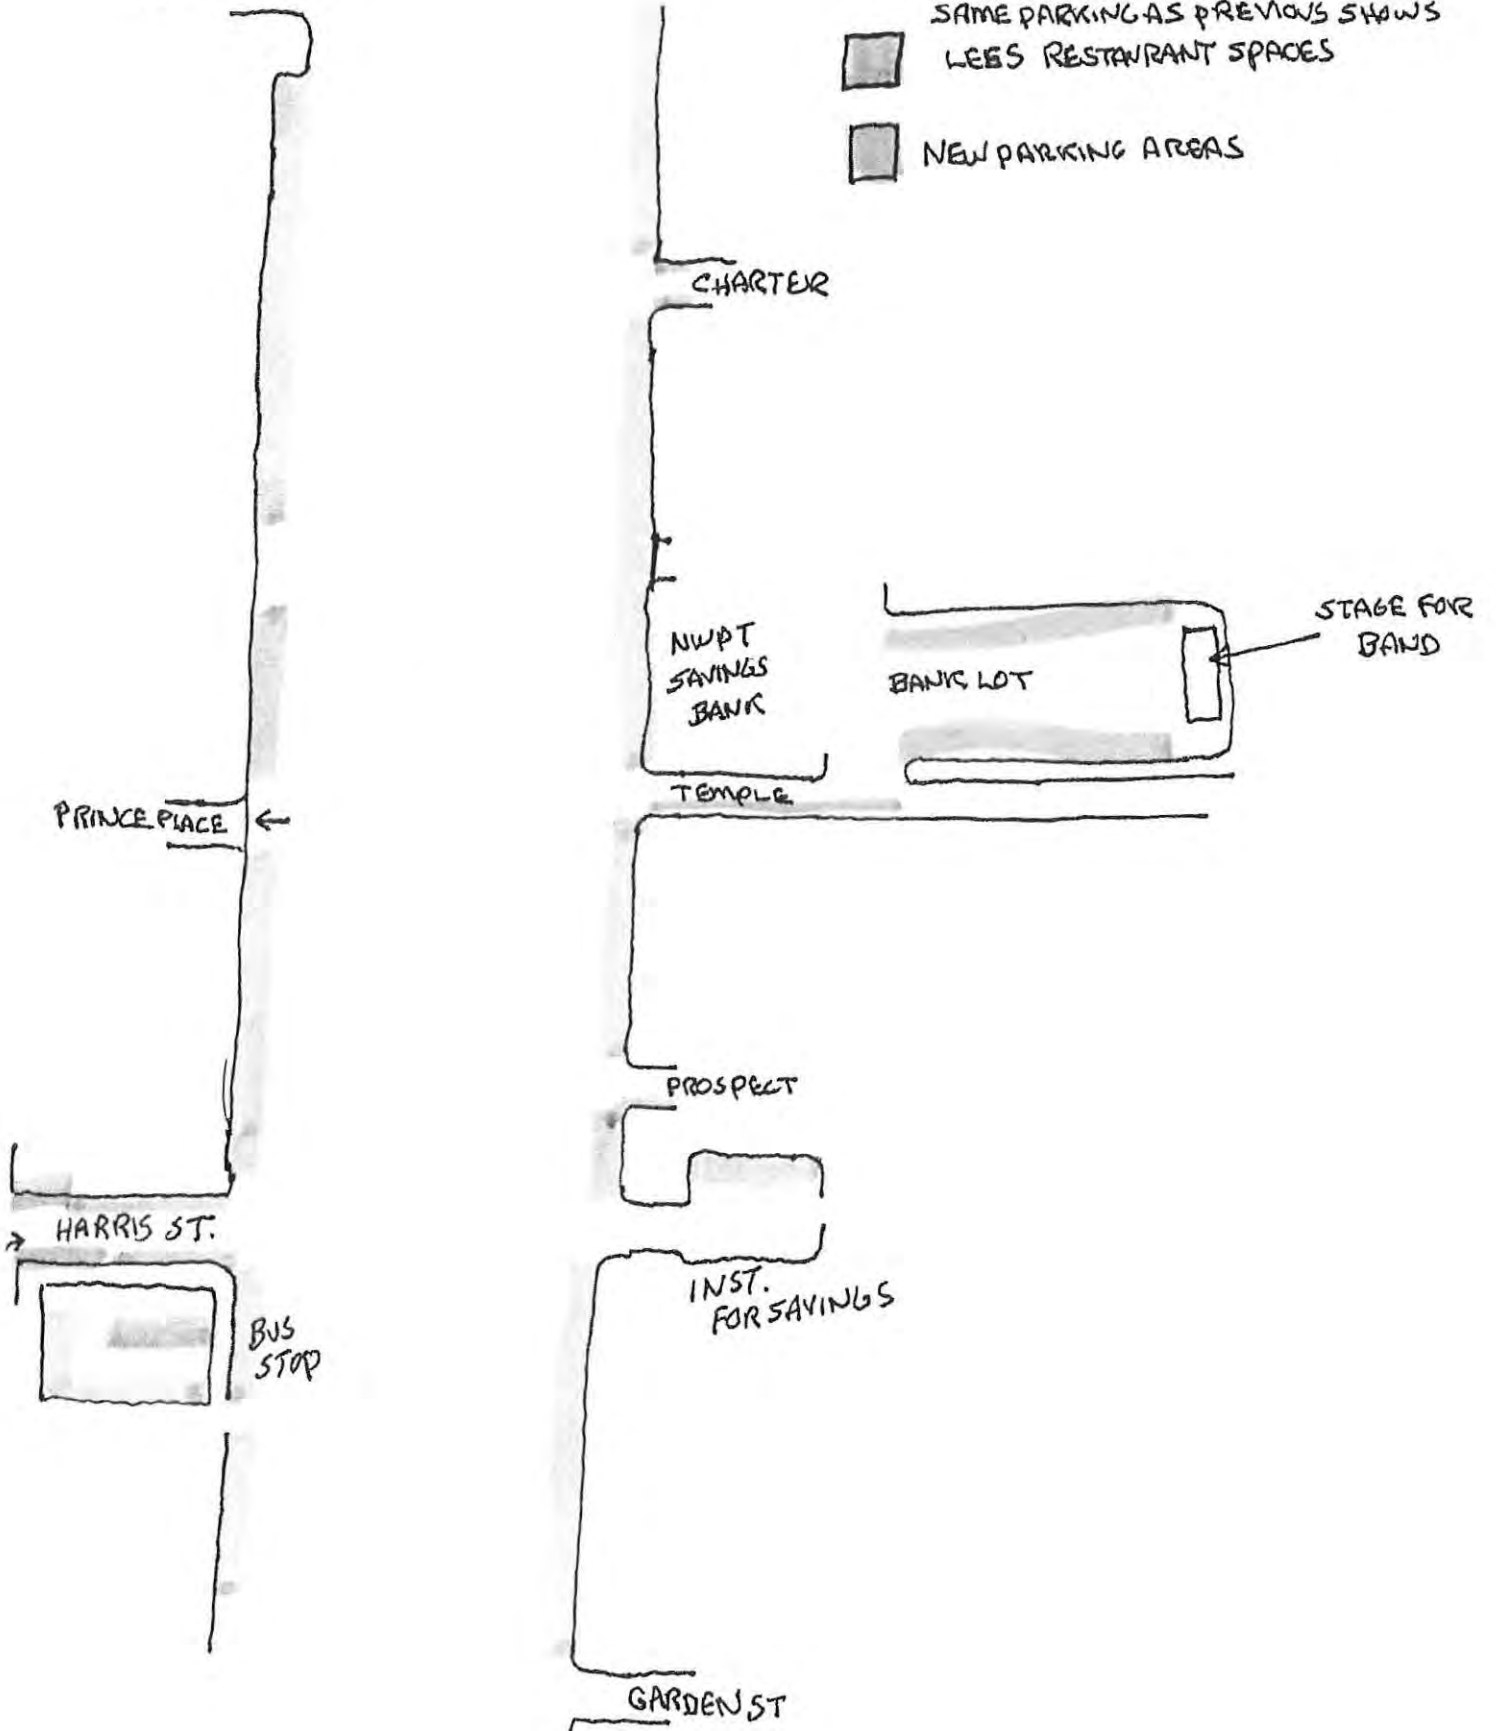 SAME PARKING AS PREVIOUS SHOWS
LEES RESTAURANT SPACES
NEW PARKING AREAS
CHARTER
STAGE FOR
BAND
NWPT
SAVINGS
BANK
BANK LOT
TEMPLE
PRINCE PLACE
PROSPECT
HARRIS ST.
INST.
FOR SAVINGS
BUS
STOP
GARDEN ST